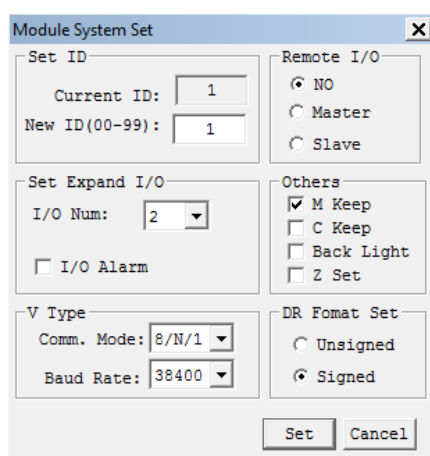 Module System Set
Set ID
Current ID: 1
New ID(00-99): 1
Remote I/O
NO
Master
Slave
Set Expand I/O
I/O Num: 2
I/O Alarm
Others
M Keep
C Keep
Back Light
Z Set
V Type
Comm. Mode: 8/N/1
Baud Rate: 38400
DR Fomat Set
Unsigned
Signed
Set Cancel